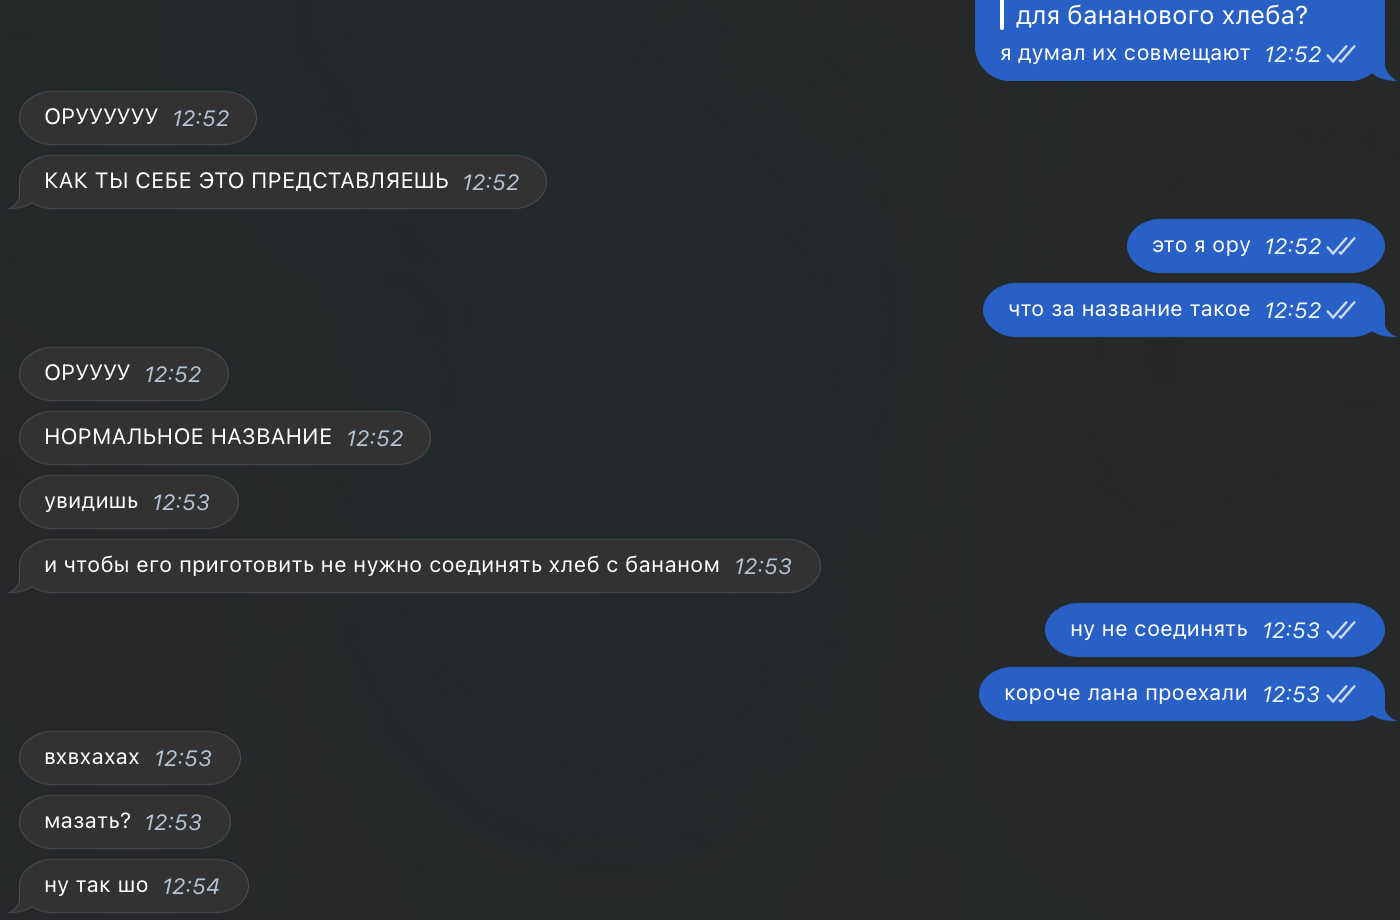 для бананового хлеба?
я думал их совмещают 12:52
ОРУУУУУУ 12:52
КАК ТЫ СЕБЕ ЭТО ПРЕДСТАВЛЯЕШЬ 12:52
это я ору 12:52
что за название такое 12:52
ОРУУУУ 12:52
НОРМАЛЬНОЕ НАЗВАНИЕ 12:52
увидишь 12:53
и чтобы его приготовить не нужно соединять хлеб с бананом 12:53
ну не соединять 12:53
короче лана проехали 12:53
вхвхахах 12:53
мазать? 12:53
ну так шо 12:54